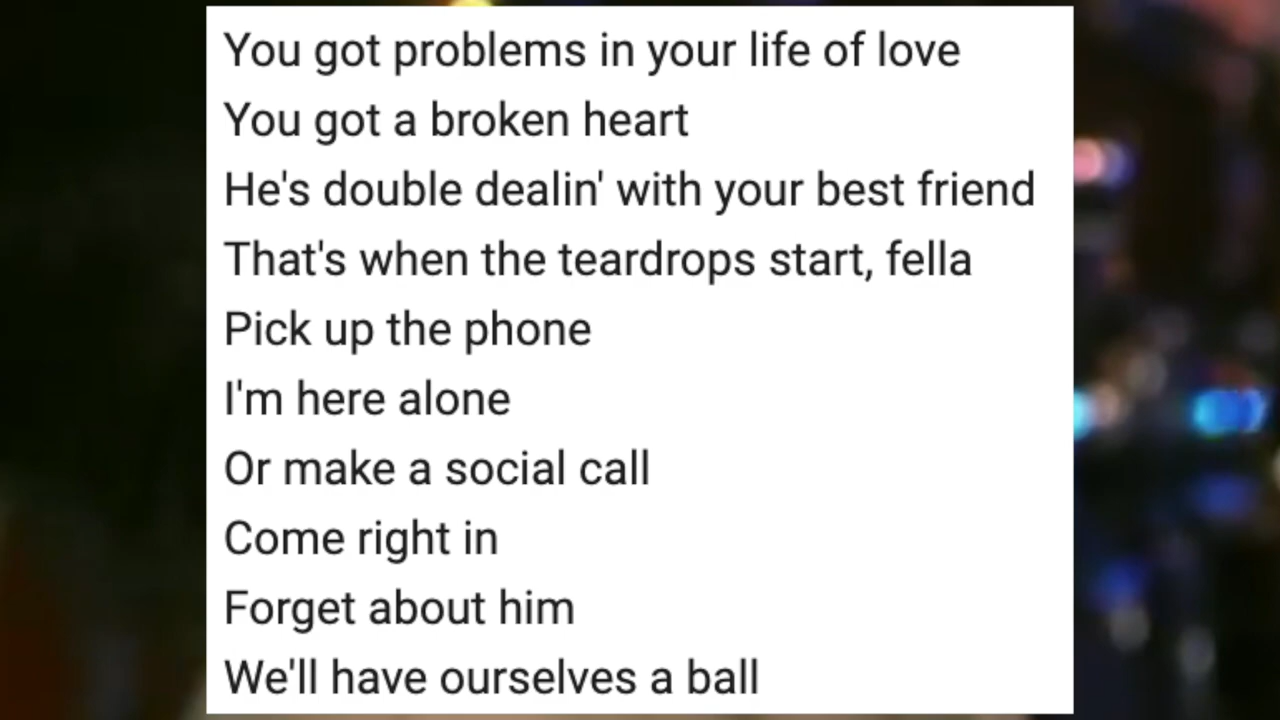 You got problems in your life of love
You got a broken heart
He's double dealin' with your best friend
That's when the teardrops start, fella
Pick up the phone
I'm here alone
Or make a social call
Come right in
Forget about him
We'll have ourselves a ball